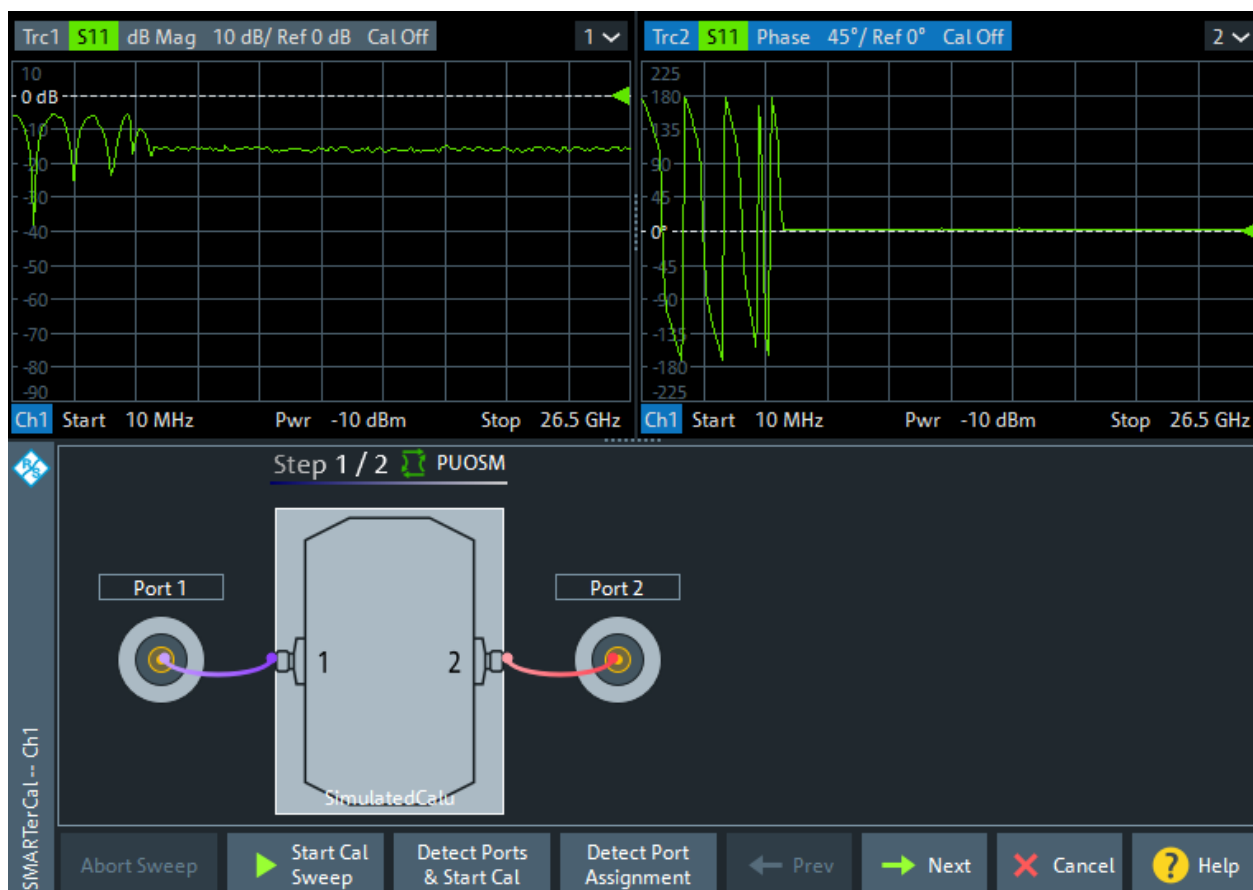 Trc1 S11 dB Mag 10 dB/ Ref 0 dB Cal Off 1
10
0 dB
-10
-20
-30
-40
-50
-60
-70
-80
-90
Ch1 Start 10 MHz Pwr -10 dBm Stop 26.5 GHz
Trc2 S11 Phase 45°/ Ref 0° Cal Off 2
225
180
135
90
45
0°
-45
-90
-135
-180
-225
Ch1 Start 10 MHz Pwr -10 dBm Stop 26.5 GHz
R&S
SMARTerCal -- Ch1
Step 1 / 2 PUOSM
Port 1
Port 2
1
2
SimulatedCalu
Abort Sweep
Start Cal
Sweep
Detect Ports
& Start Cal
Detect Port
Assignment
Prev
Next
Cancel
? Help